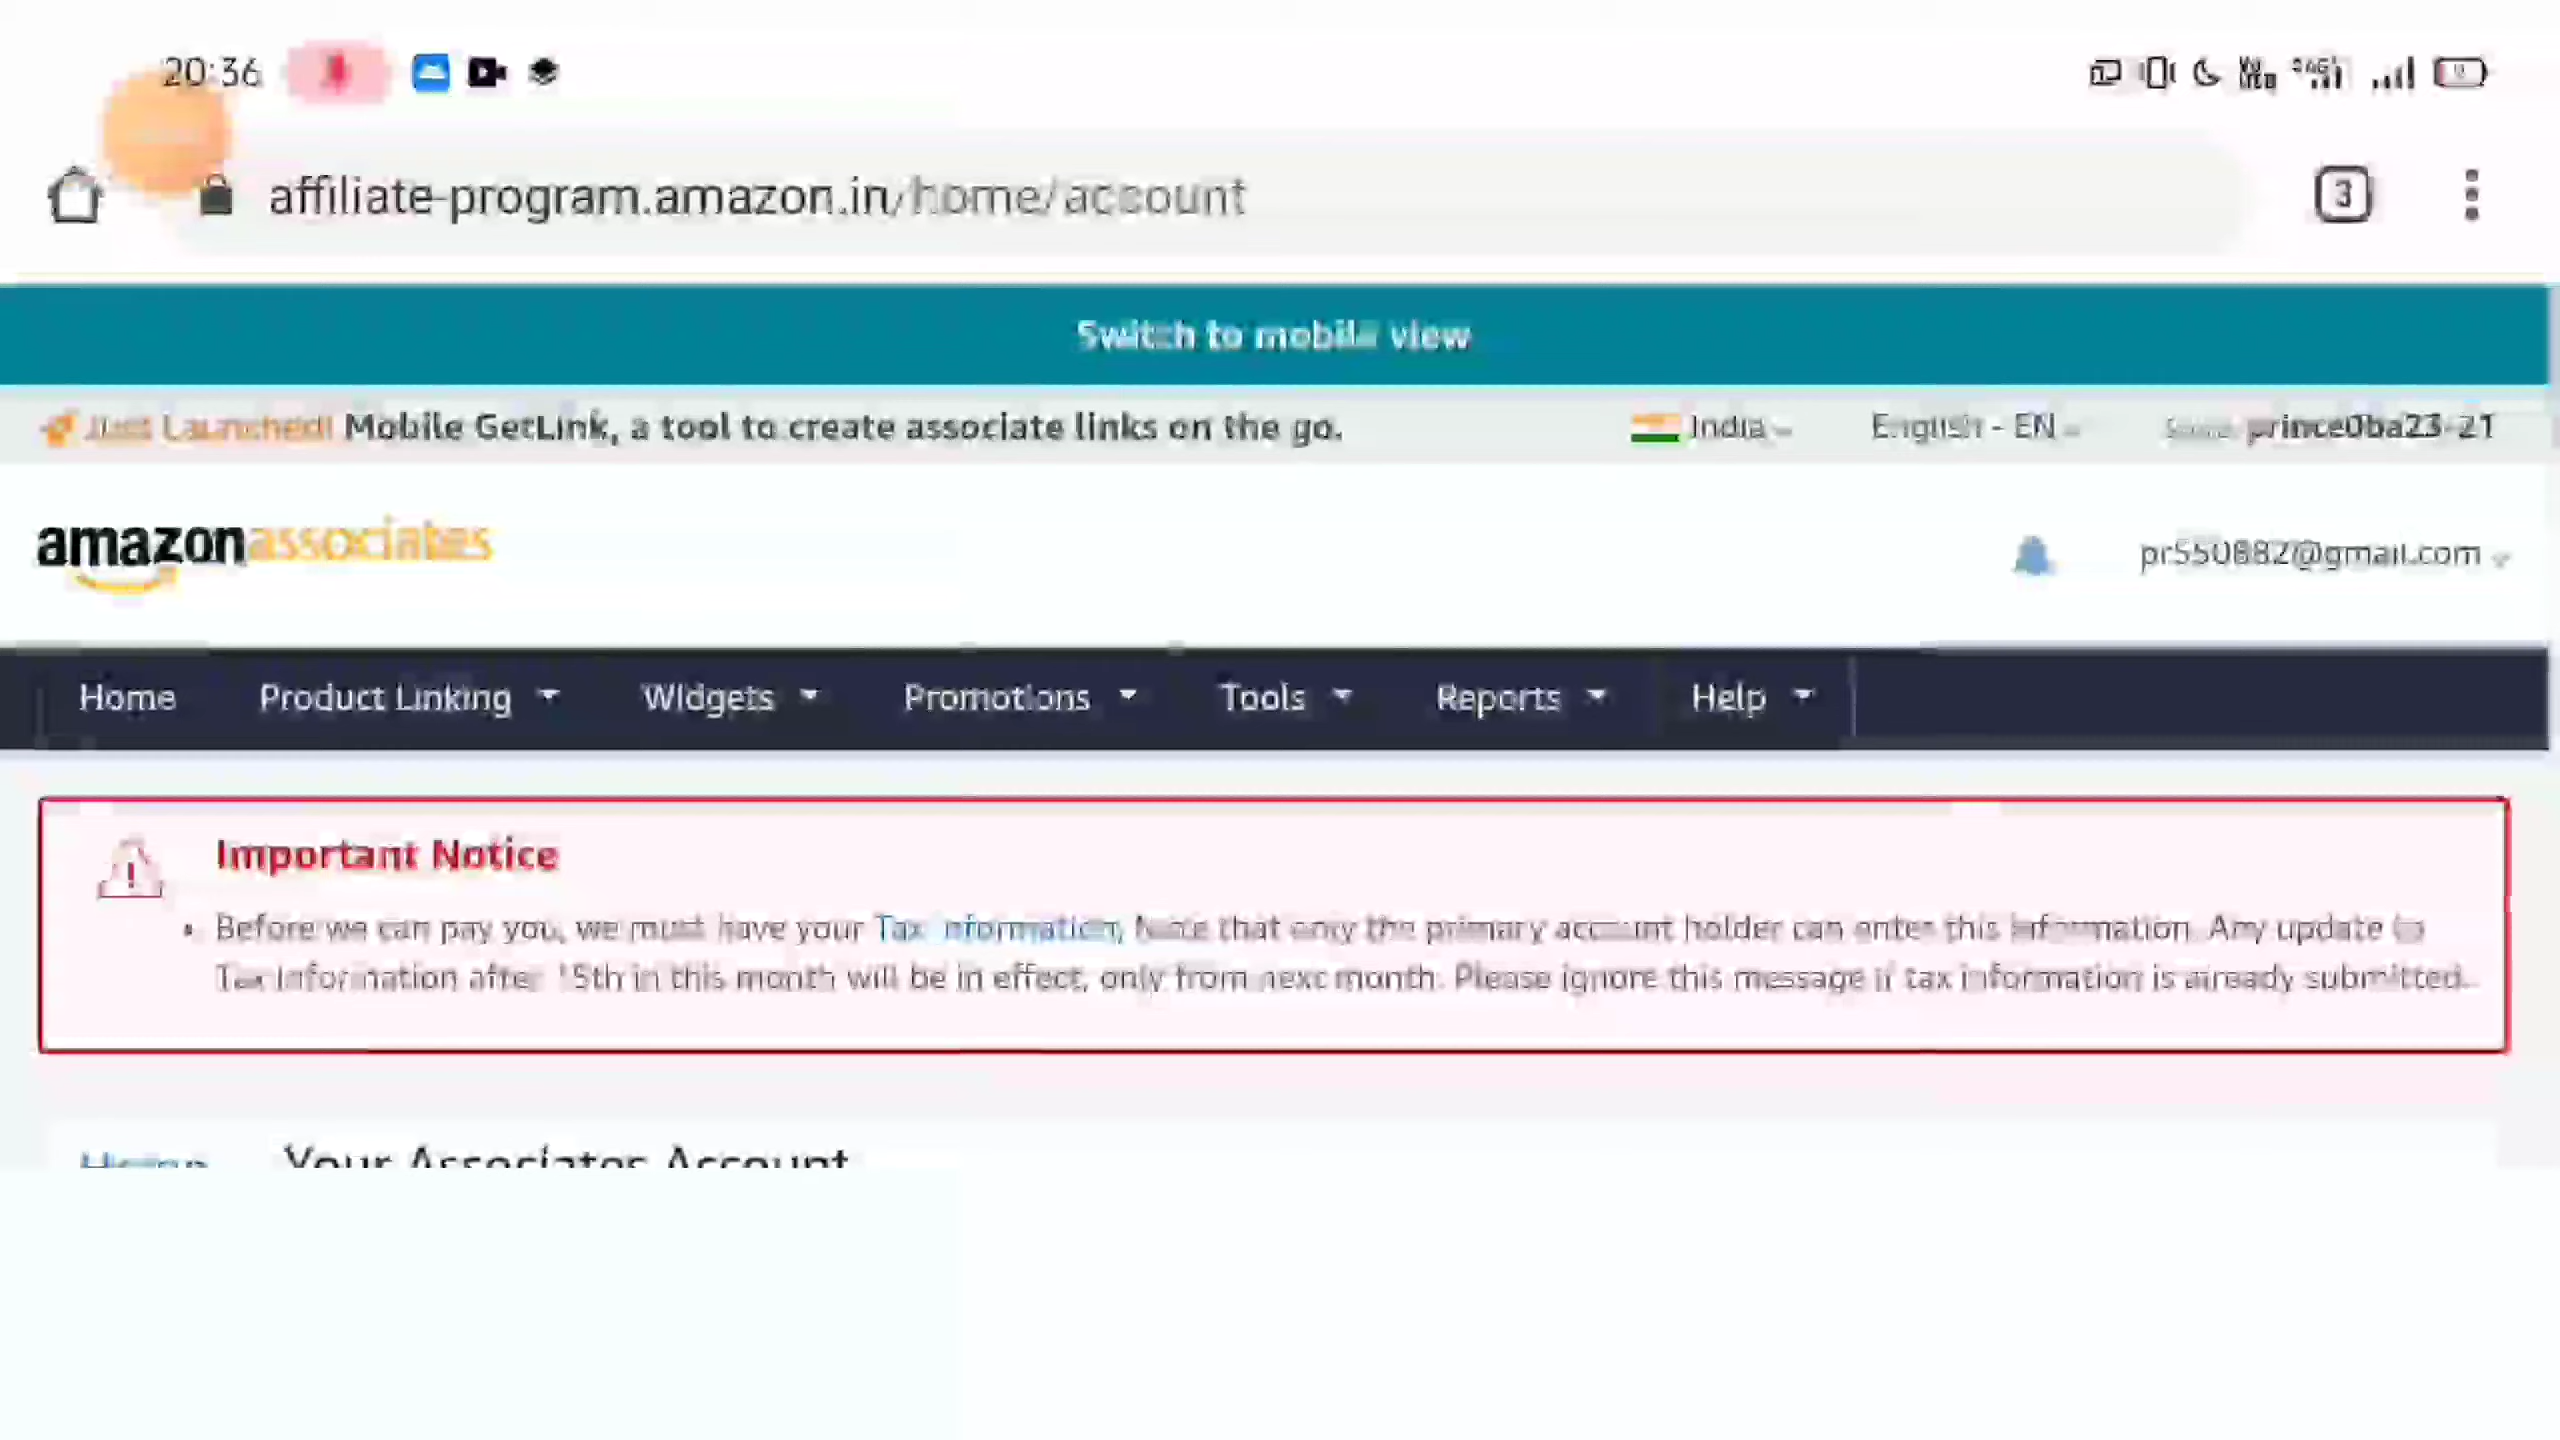 20:36
affiliate-program.amazon.in/home/account
3
Switch to mobile view
Just Launched! Mobile GetLink, a tool to create associate links on the go.
India
English - EN
prince0ba23-21
amazonassociates
pr550882@gmail.com
Home
Product Linking
Widgets
Promotions
Tools
Reports
Help
Important Notice
Before we can pay you, we must have your Tax Information. Note that only the primary account holder can enter this information. Any update to
Tax Information after 15th in this month will be in effect, only from next month. Please ignore this message if tax information is already submitted.
Home
Your Associates Account